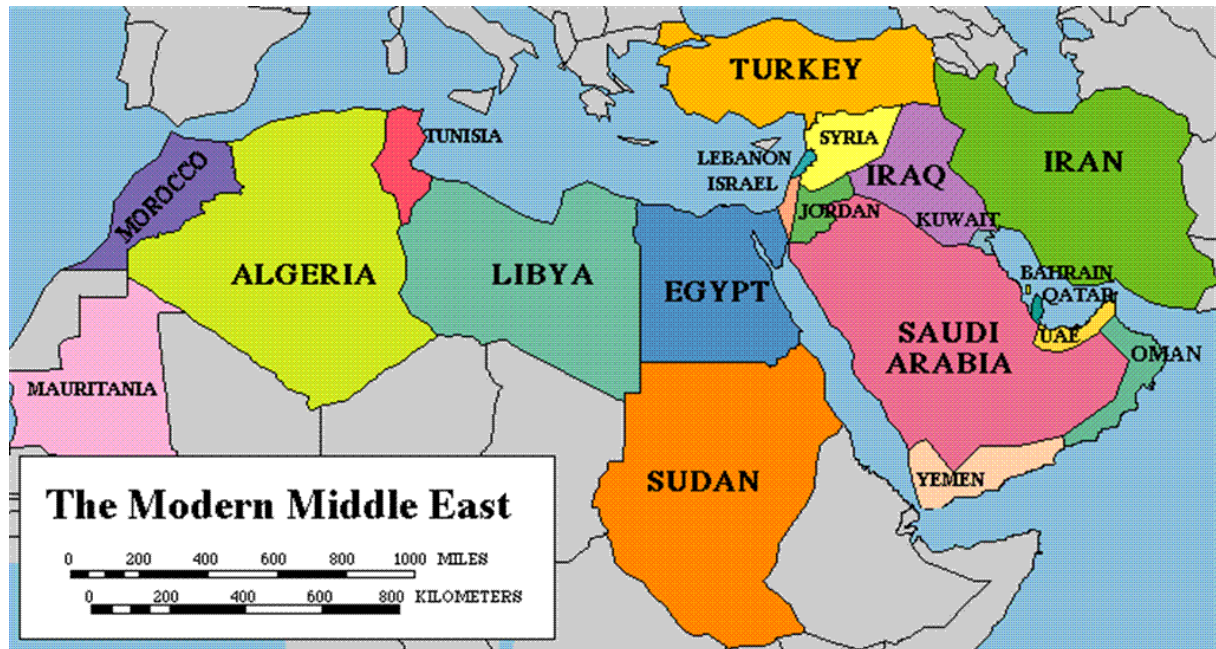 TURKEY
TUNISIA
SYRIA
LEBANON
ISRAEL
IRAQ
IRAN
MOROCCO
JORDAN
KUWAIT
ALGERIA
LIBYA
EGYPT
BAHRAIN
QATAR
SAUDI
ARABIA
UAE
OMAN
MAURITANIA
SUDAN
YEMEN
The Modern Middle East
0 200 400 600 800 1000 MILES
0 200 400 600 800 KILOMETERS